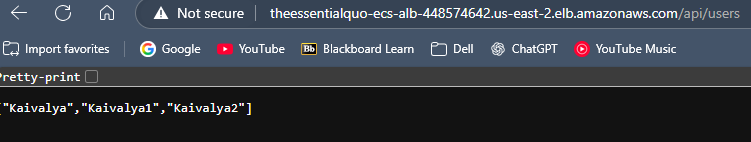 Not secure theessentialquo-ecs-alb-448574642.us-east-2.elb.amazonaws.com/api/users
Import favorites Google YouTube Bb Blackboard Learn Dell ChatGPT YouTube Music
Pretty-print
["Kaivalya","Kaivalya1","Kaivalya2"]